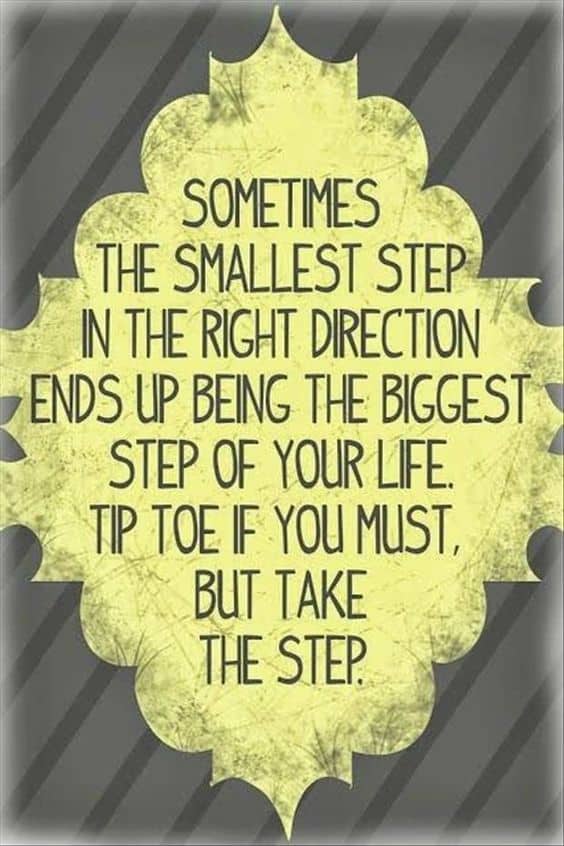 SOMETIMES
THE SMALLEST STEP
IN THE RIGHT DIRECTION
ENDS UP BEING THE BIGGEST
STEP OF YOUR LIFE.
TIP TOE IF YOU MUST,
BUT TAKE
THE STEP.